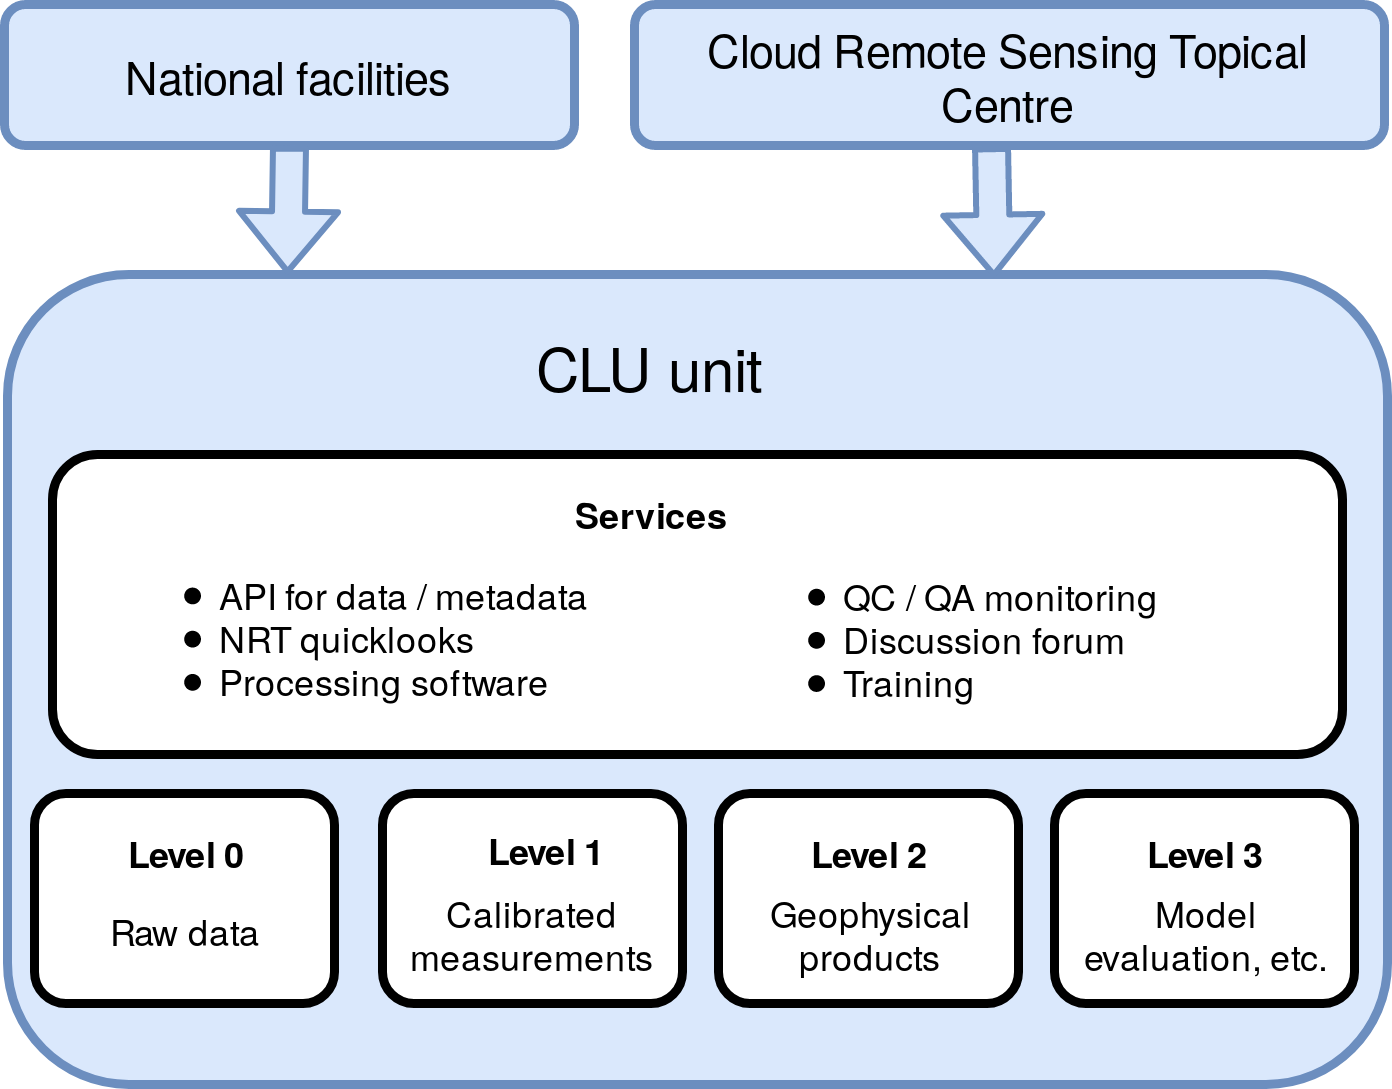 National facilities
Cloud Remote Sensing Topical
Centre
CLU unit
Services
● API for data / metadata
● NRT quicklooks
● Processing software
● QC / QA monitoring
● Discussion forum
● Training
Level 0
Raw data
Level 1
Calibrated
measurements
Level 2
Geophysical
products
Level 3
Model
evaluation, etc.